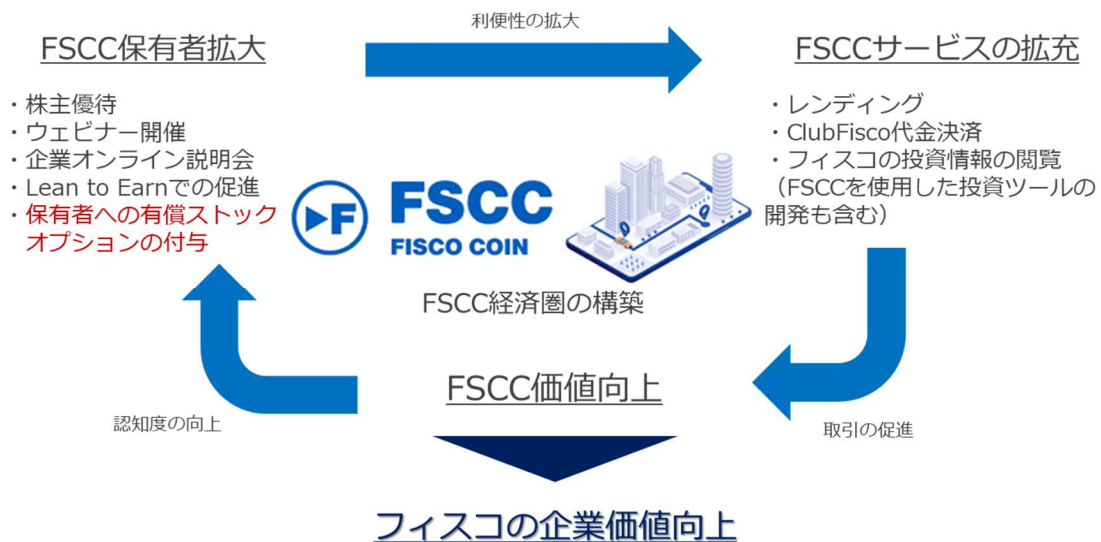 利便性の拡大
FSCC保有者拡大
・株主優待
・ウェビナー開催
・企業オンライン説明会
・Lean to Earnでの促進
・保有者への有償ストック
オプションの付与
FSCCサービスの拡充
・レンディング
・ClubFisco代金決済
・フィスコの投資情報の閲覧
（FSCCを使用した投資ツールの
開発も含む）
F
FSCC
FISCO COIN
FSCC経済圏の構築
FSCC価値向上
認知度の向上
取引の促進
フィスコの企業価値向上